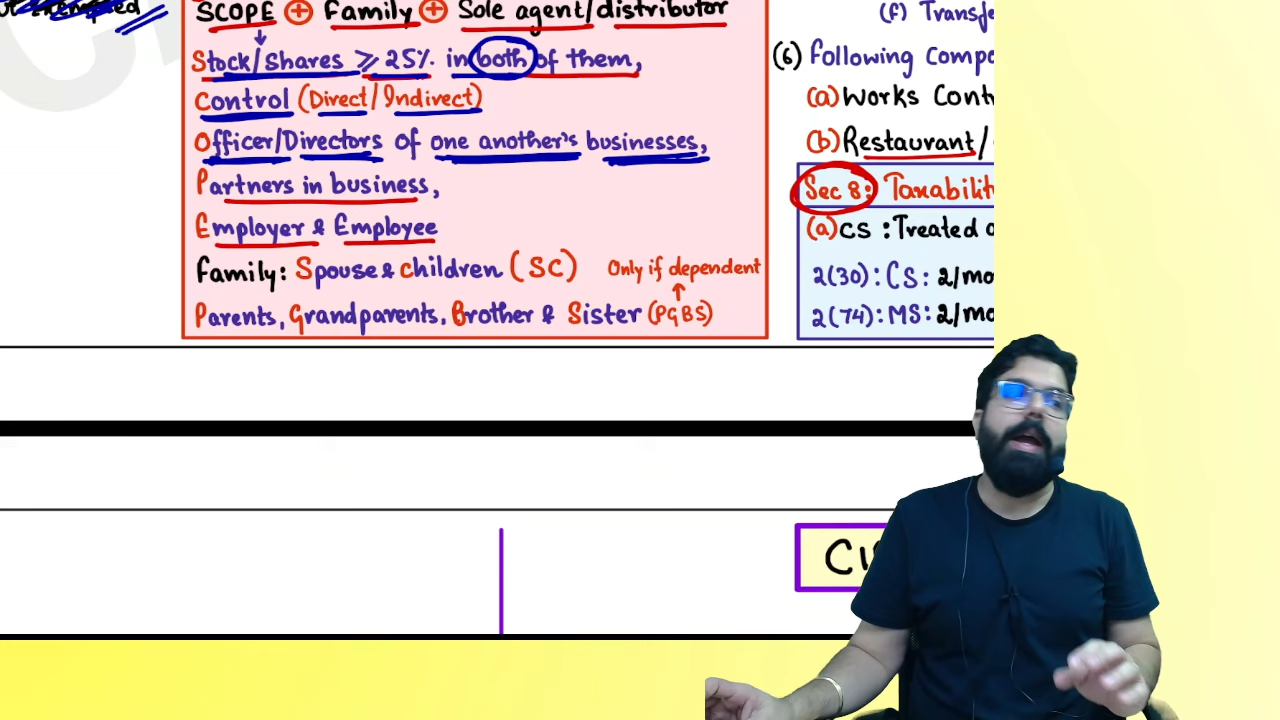 exempted
SCOPE ⊕ Family ⊕ Sole agent/distributor
Stock/Shares ≥ 25% in both of them,
Control (Direct/Indirect)
Officer/Directors of one another's businesses,
Partners in business,
Employer & Employee
Family: Spouse & Children (SC) Only if dependent
Parents, Grandparents, Brother & Sister (PGBS)
(f) Transfe
(6) Following Compo
(a) Works Cont
(b) Restaurant/
Sec 8: Taxabilit
(a) CS : Treated
2(30): CS: 2/mo
2(74): MS: 2/mo